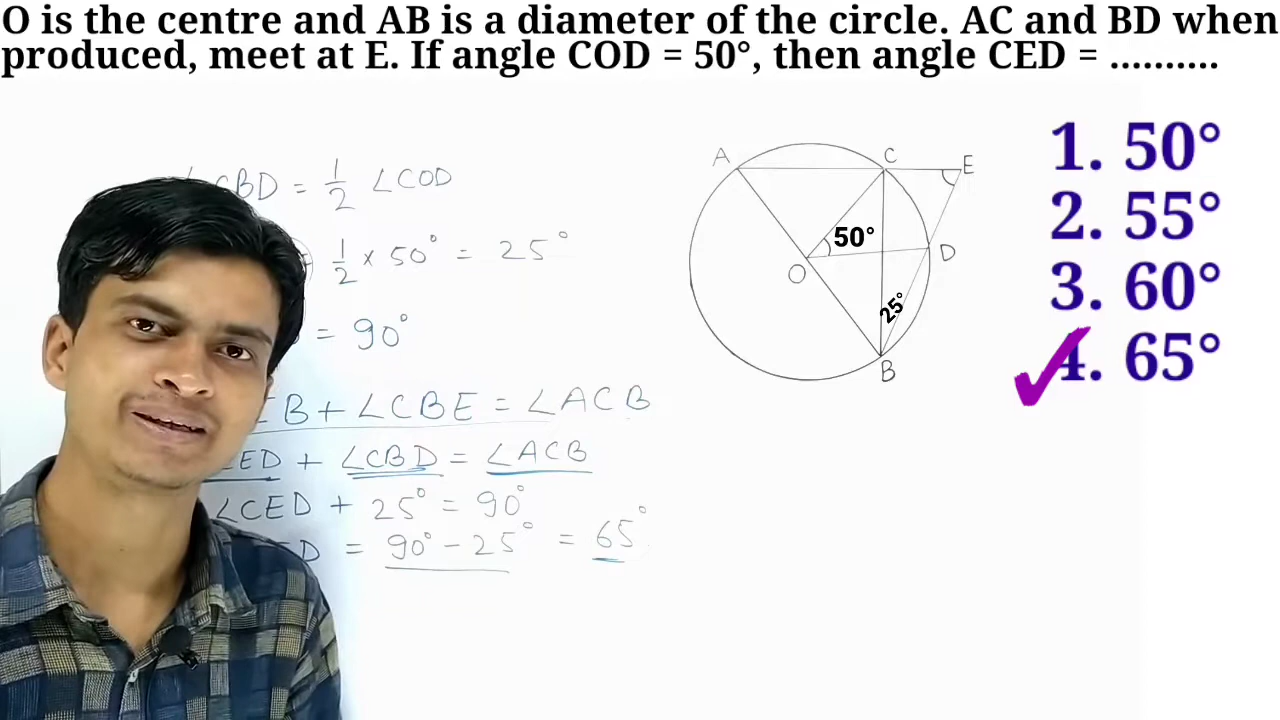 O is the centre and AB is a diameter of the circle. AC and BD when
produced, meet at E. If angle COD = 50°, then angle CED = ..........
CBD = 1/2 ∠COD
1/2 × 50° = 25°
= 90°
B + ∠CBE = ∠ACB
ED + ∠CBD = ∠ACB
∠CED + 25° = 90°
D = 90° - 25° = 65°
A
C
E
50°
D
O
25°
B
1. 50°
2. 55°
3. 60°
4. 65°